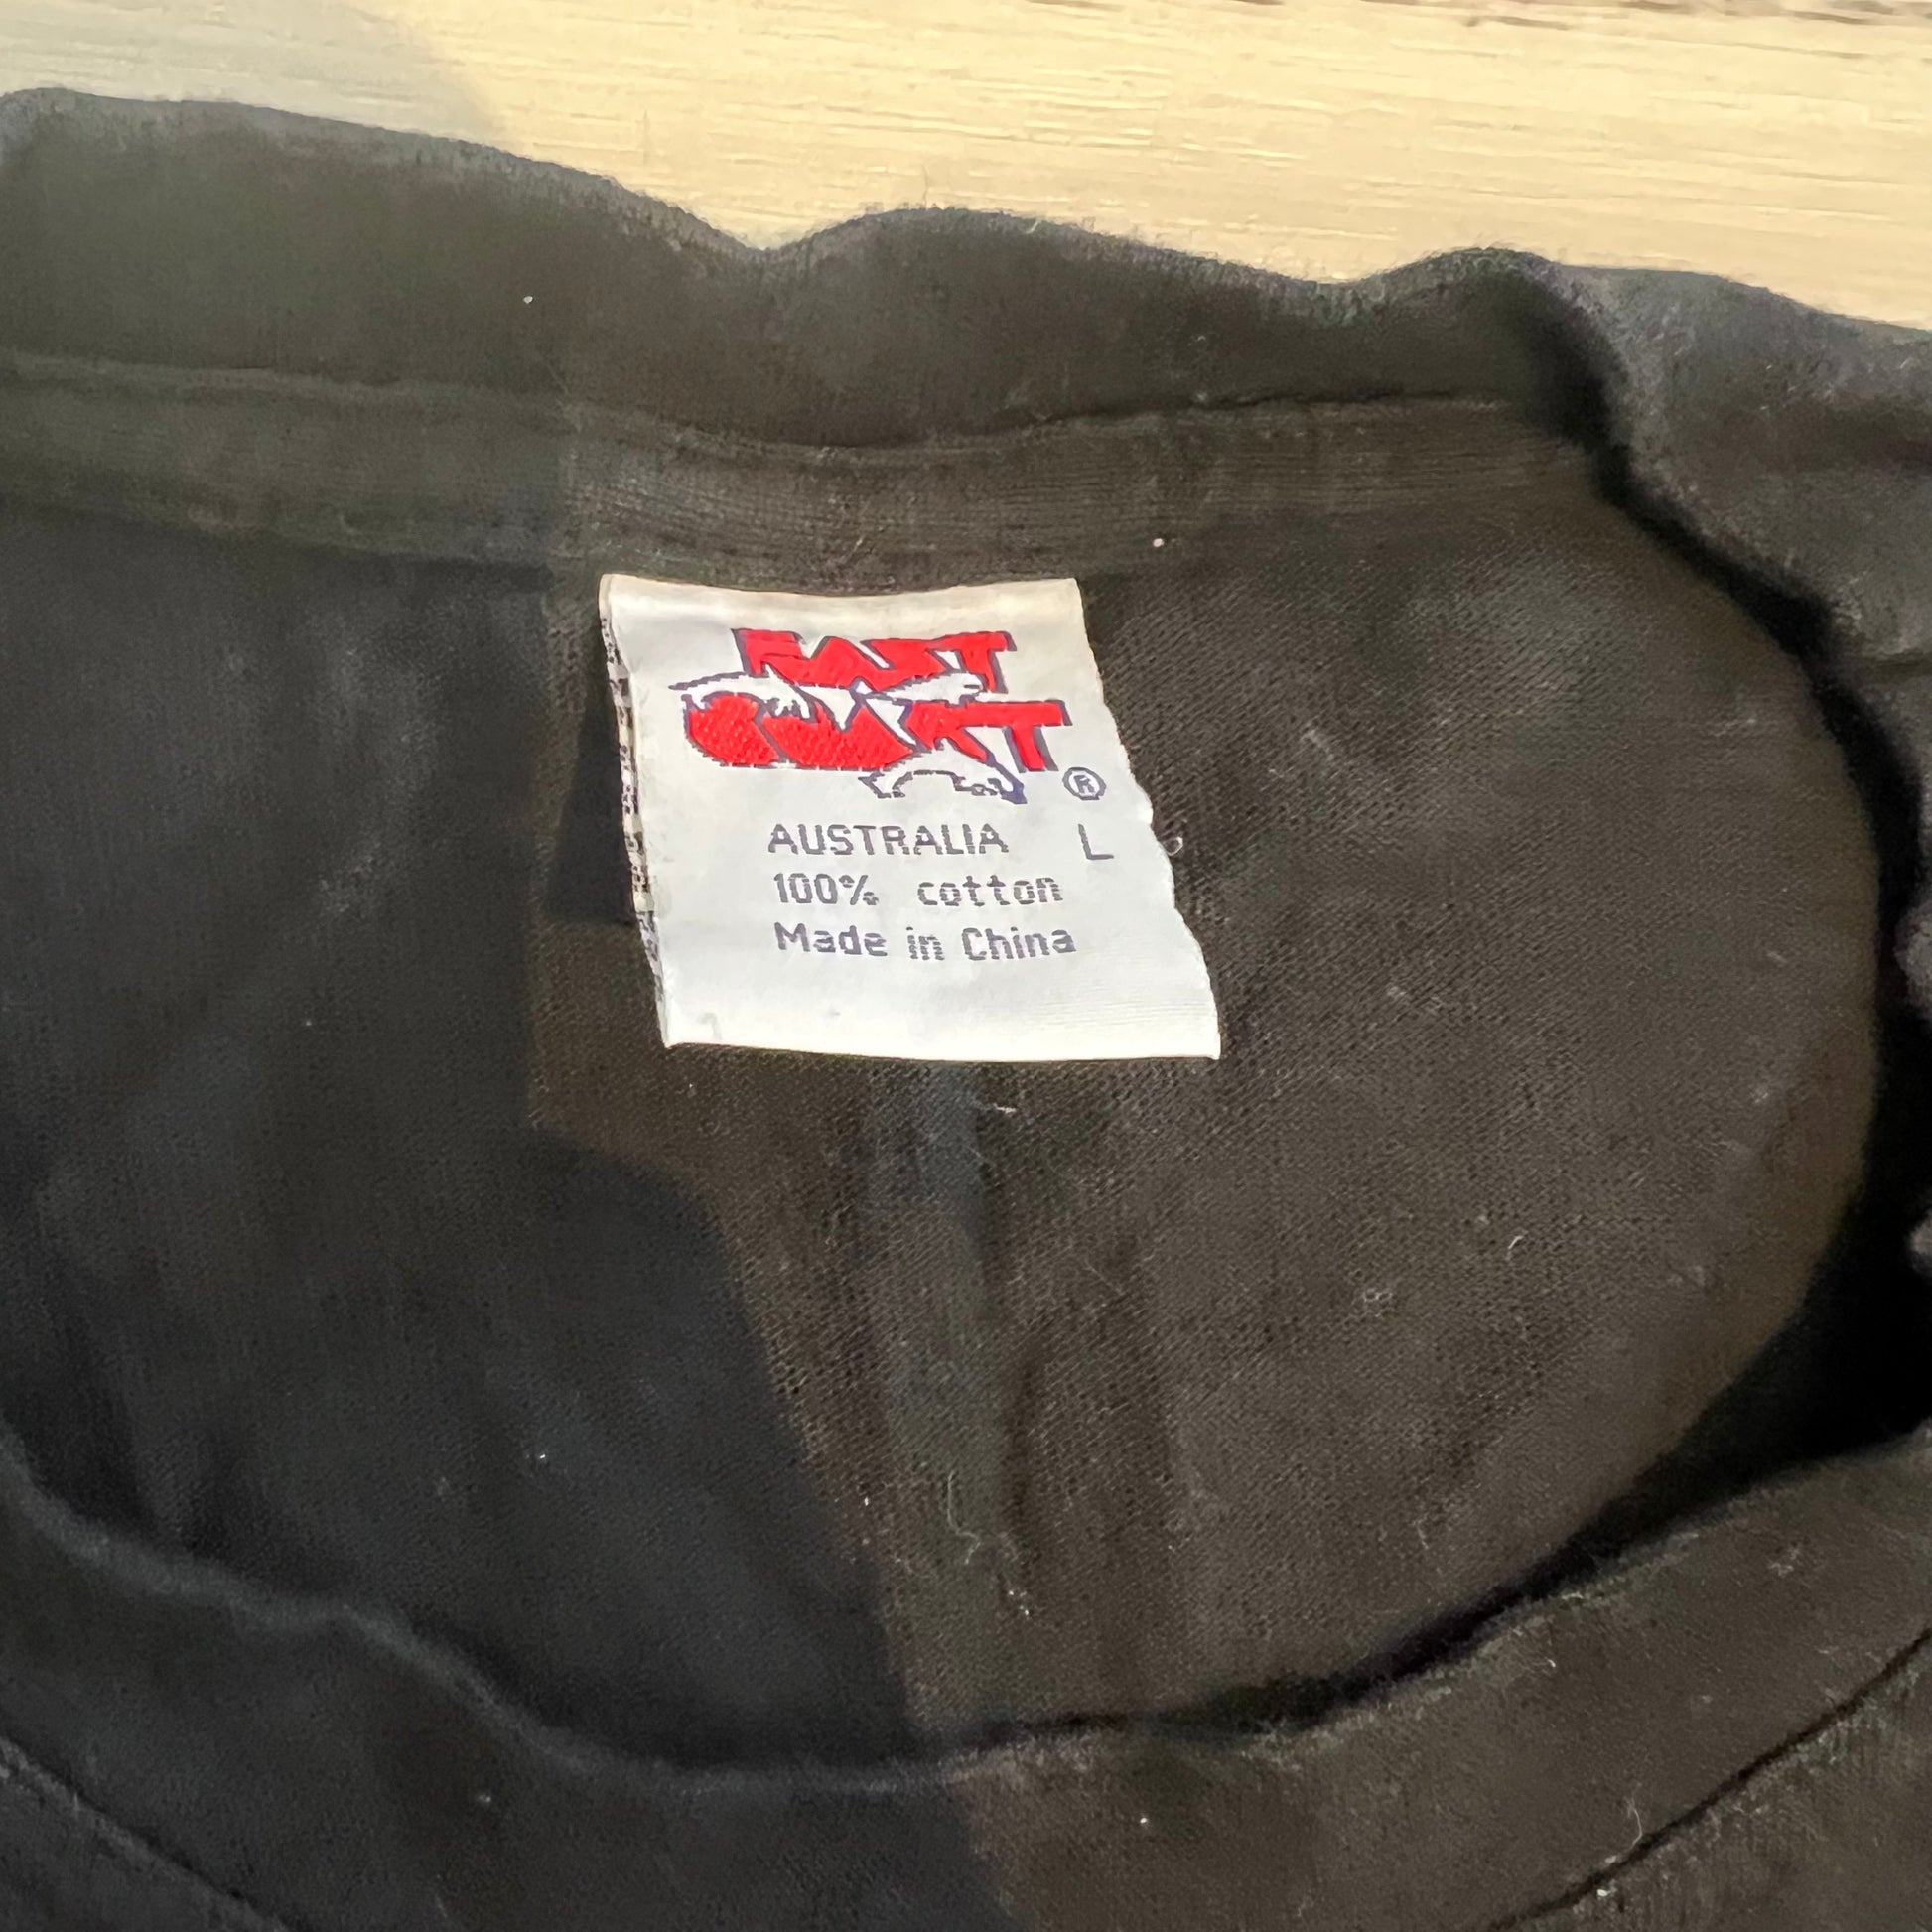 FAST
®
AUSTRALIA L
100% cotton
Made in China